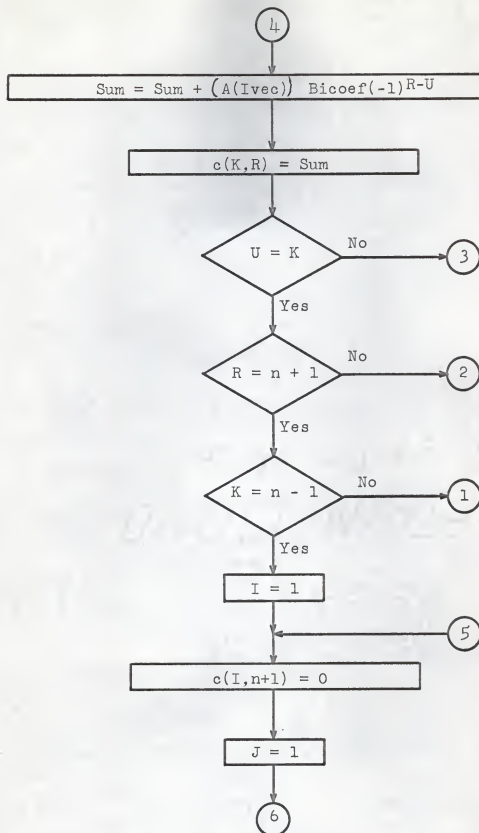 4
Sum = Sum + (A(Ivec)) Bicoef(-1)^R-U
c(K,R) = Sum
U = K
No
3
Yes
R = n + 1
No
2
Yes
K = n - 1
No
1
Yes
I = 1
5
c(I,n+1) = 0
J = 1
6